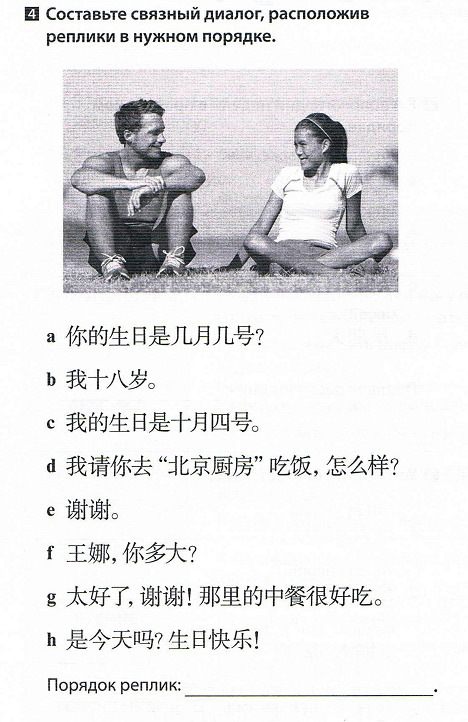 4 Составьте связный диалог, расположив
реплики в нужном порядке.
a 你的生日是几月几号?
b 我十八岁。
c 我的生日是十月四号。
d 我请你去“北京厨房”吃饭, 怎么样?
e 谢谢。
f 王娜, 你多大?
g 太好了, 谢谢! 那里的中餐很好吃。
h 是今天吗? 生日快乐!
Порядок реплик: ____________________.